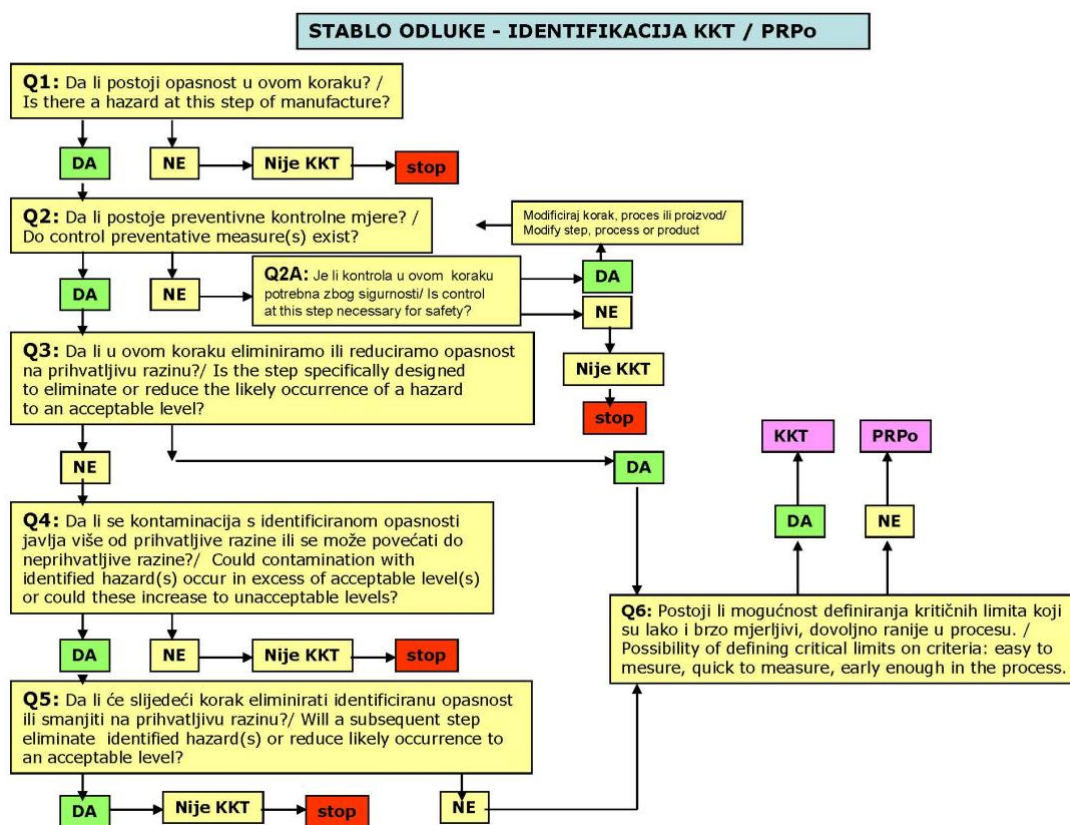 STABLO ODLUKE - IDENTIFIKACIJA KKT / PRPo
Q1: Da li postoji opasnost u ovom koraku? /
Is there a hazard at this step of manufacture?
DA
NE
Nije KKT
stop
Q2: Da li postoje preventivne kontrolne mjere? /
Do control preventative measure(s) exist?
Modificiraj korak, proces ili proizvod/
Modify step, process or product
DA
NE
Q2A: Je li kontrola u ovom koraku
potrebna zbog sigurnosti/ Is control
at this step necessary for safety?
DA
NE
Nije KKT
stop
Q3: Da li u ovom koraku eliminiramo ili reduciramo opasnost
na prihvatljivu razinu?/ Is the step specifically designed
to eliminate or reduce the likely occurrence of a hazard
to an acceptable level?
NE
DA
KKT
PRPo
DA
NE
Q4: Da li se kontaminacija s identificiranom opasnosti
javlja više od prihvatljive razine ili se može povećati do
neprihvatljive razine?/ Could contamination with
identified hazard(s) occur in excess of acceptable level(s)
or could these increase to unacceptable levels?
DA
NE
Nije KKT
stop
Q6: Postoji li mogućnost definiranja kritičnih limita koji
su lako i brzo mjerljivi, dovoljno ranije u procesu. /
Possibility of defining critical limits on criteria: easy to
mesure, quick to measure, early enough in the process.
Q5: Da li će slijedeći korak eliminirati identificiranu opasnost
ili smanjiti na prihvatljivu razinu?/ Will a subsequent step
eliminate identified hazard(s) or reduce likely occurrence to
an acceptable level?
DA
Nije KKT
stop
NE